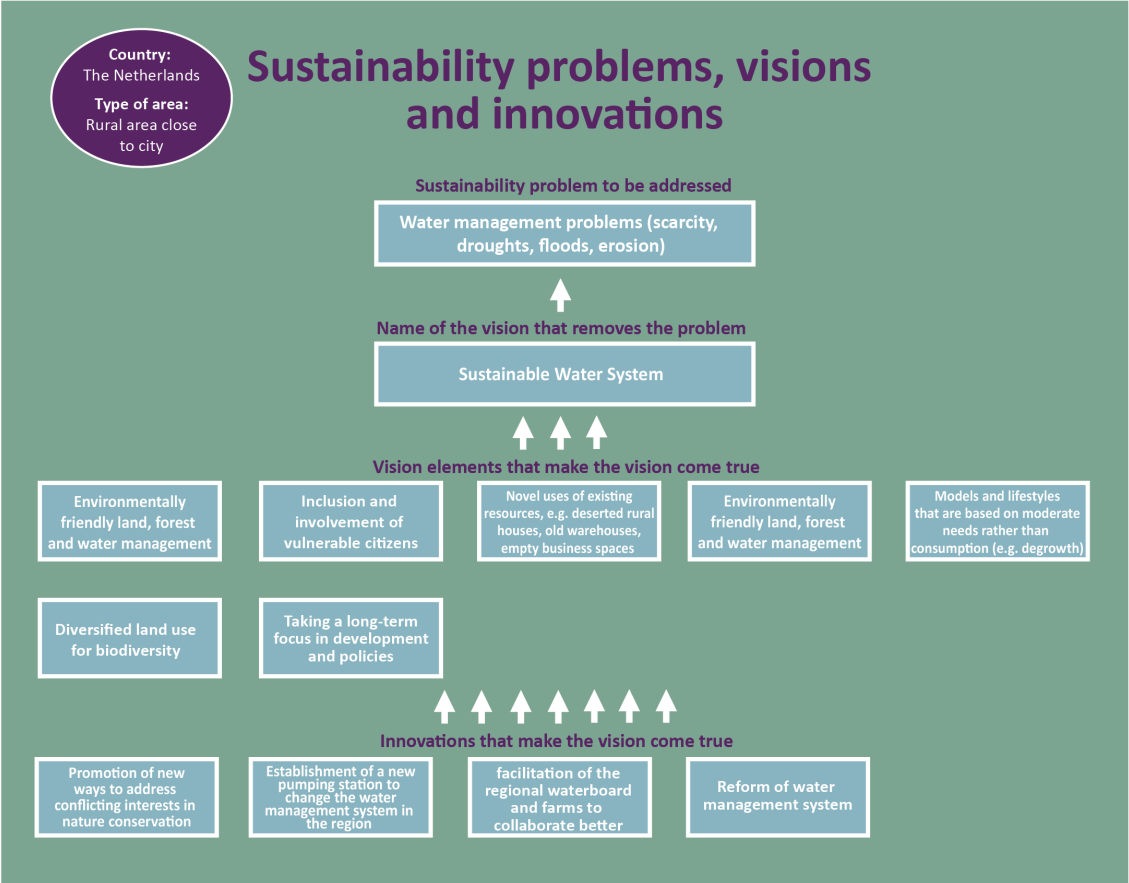 Country:
The Netherlands
Type of area:
Rural area close
to city
Sustainability problems, visions
and innovations
Sustainability problem to be addressed
Water management problems (scarcity,
droughts, floods, erosion)
Name of the vision that removes the problem
Sustainable Water System
Vision elements that make the vision come true
Environmentally
friendly land, forest
and water management
Inclusion and
involvement of
vulnerable citizens
Novel uses of existing
resources, e.g. deserted rural
houses, old warehouses,
empty business spaces
Environmentally
friendly land, forest
and water management
Models and lifestyles
that are based on moderate
needs rather than
consumption (e.g. degrowth)
Diversified land use
for biodiversity
Taking a long-term
focus in development
and policies
Innovations that make the vision come true
Promotion of new
ways to address
conflicting interests in
nature conservation
Establishment of a new
pumping station to
change the water
management system in
the region
facilitation of the
regional waterboard
and farms to
collaborate better
Reform of water
management system